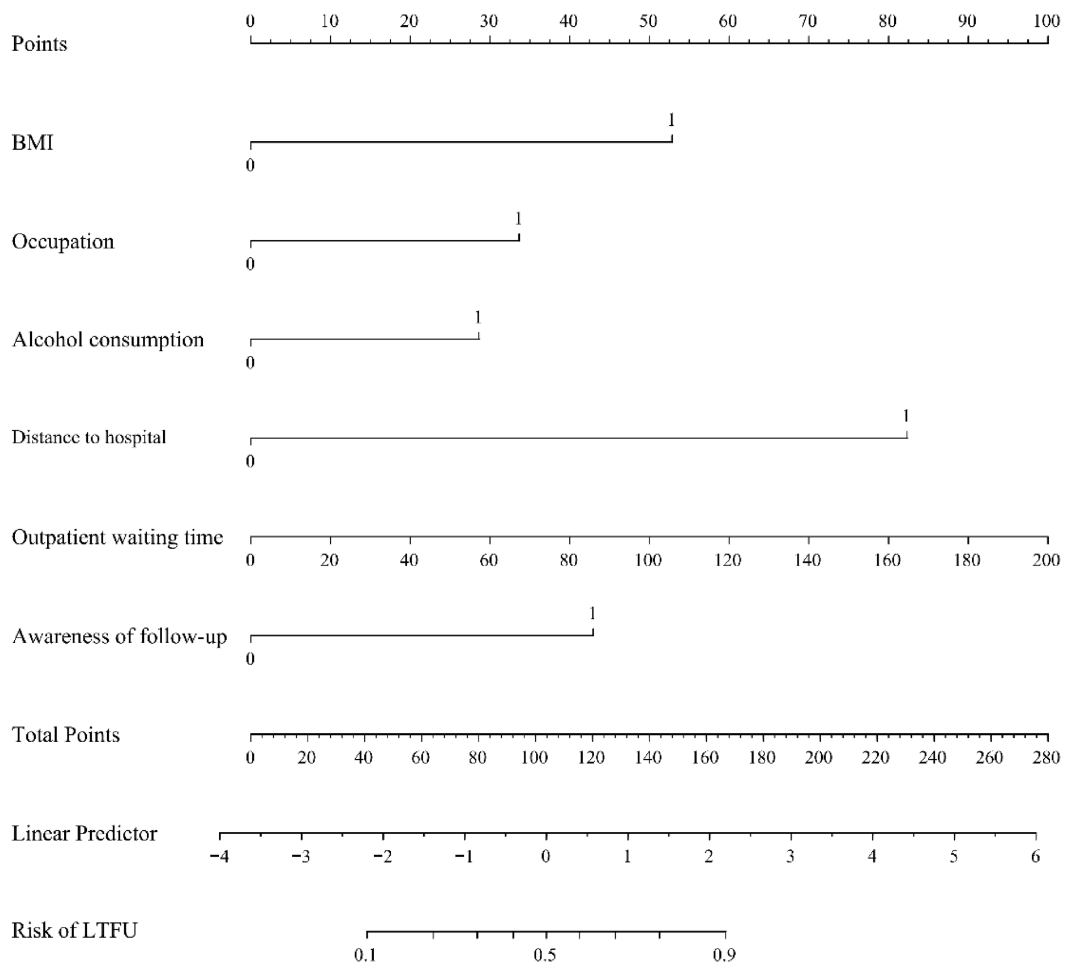 Points 0 10 20 30 40 50 60 70 80 90 100
BMI 0 1
Occupation 0 1
Alcohol consumption 0 1
Distance to hospital 0 1
Outpatient waiting time 0 20 40 60 80 100 120 140 160 180 200
Awareness of follow-up 0 1
Total Points 0 20 40 60 80 100 120 140 160 180 200 220 240 260 280
Linear Predictor −4 −3 −2 −1 0 1 2 3 4 5 6
Risk of LTFU 0.1 0.5 0.9